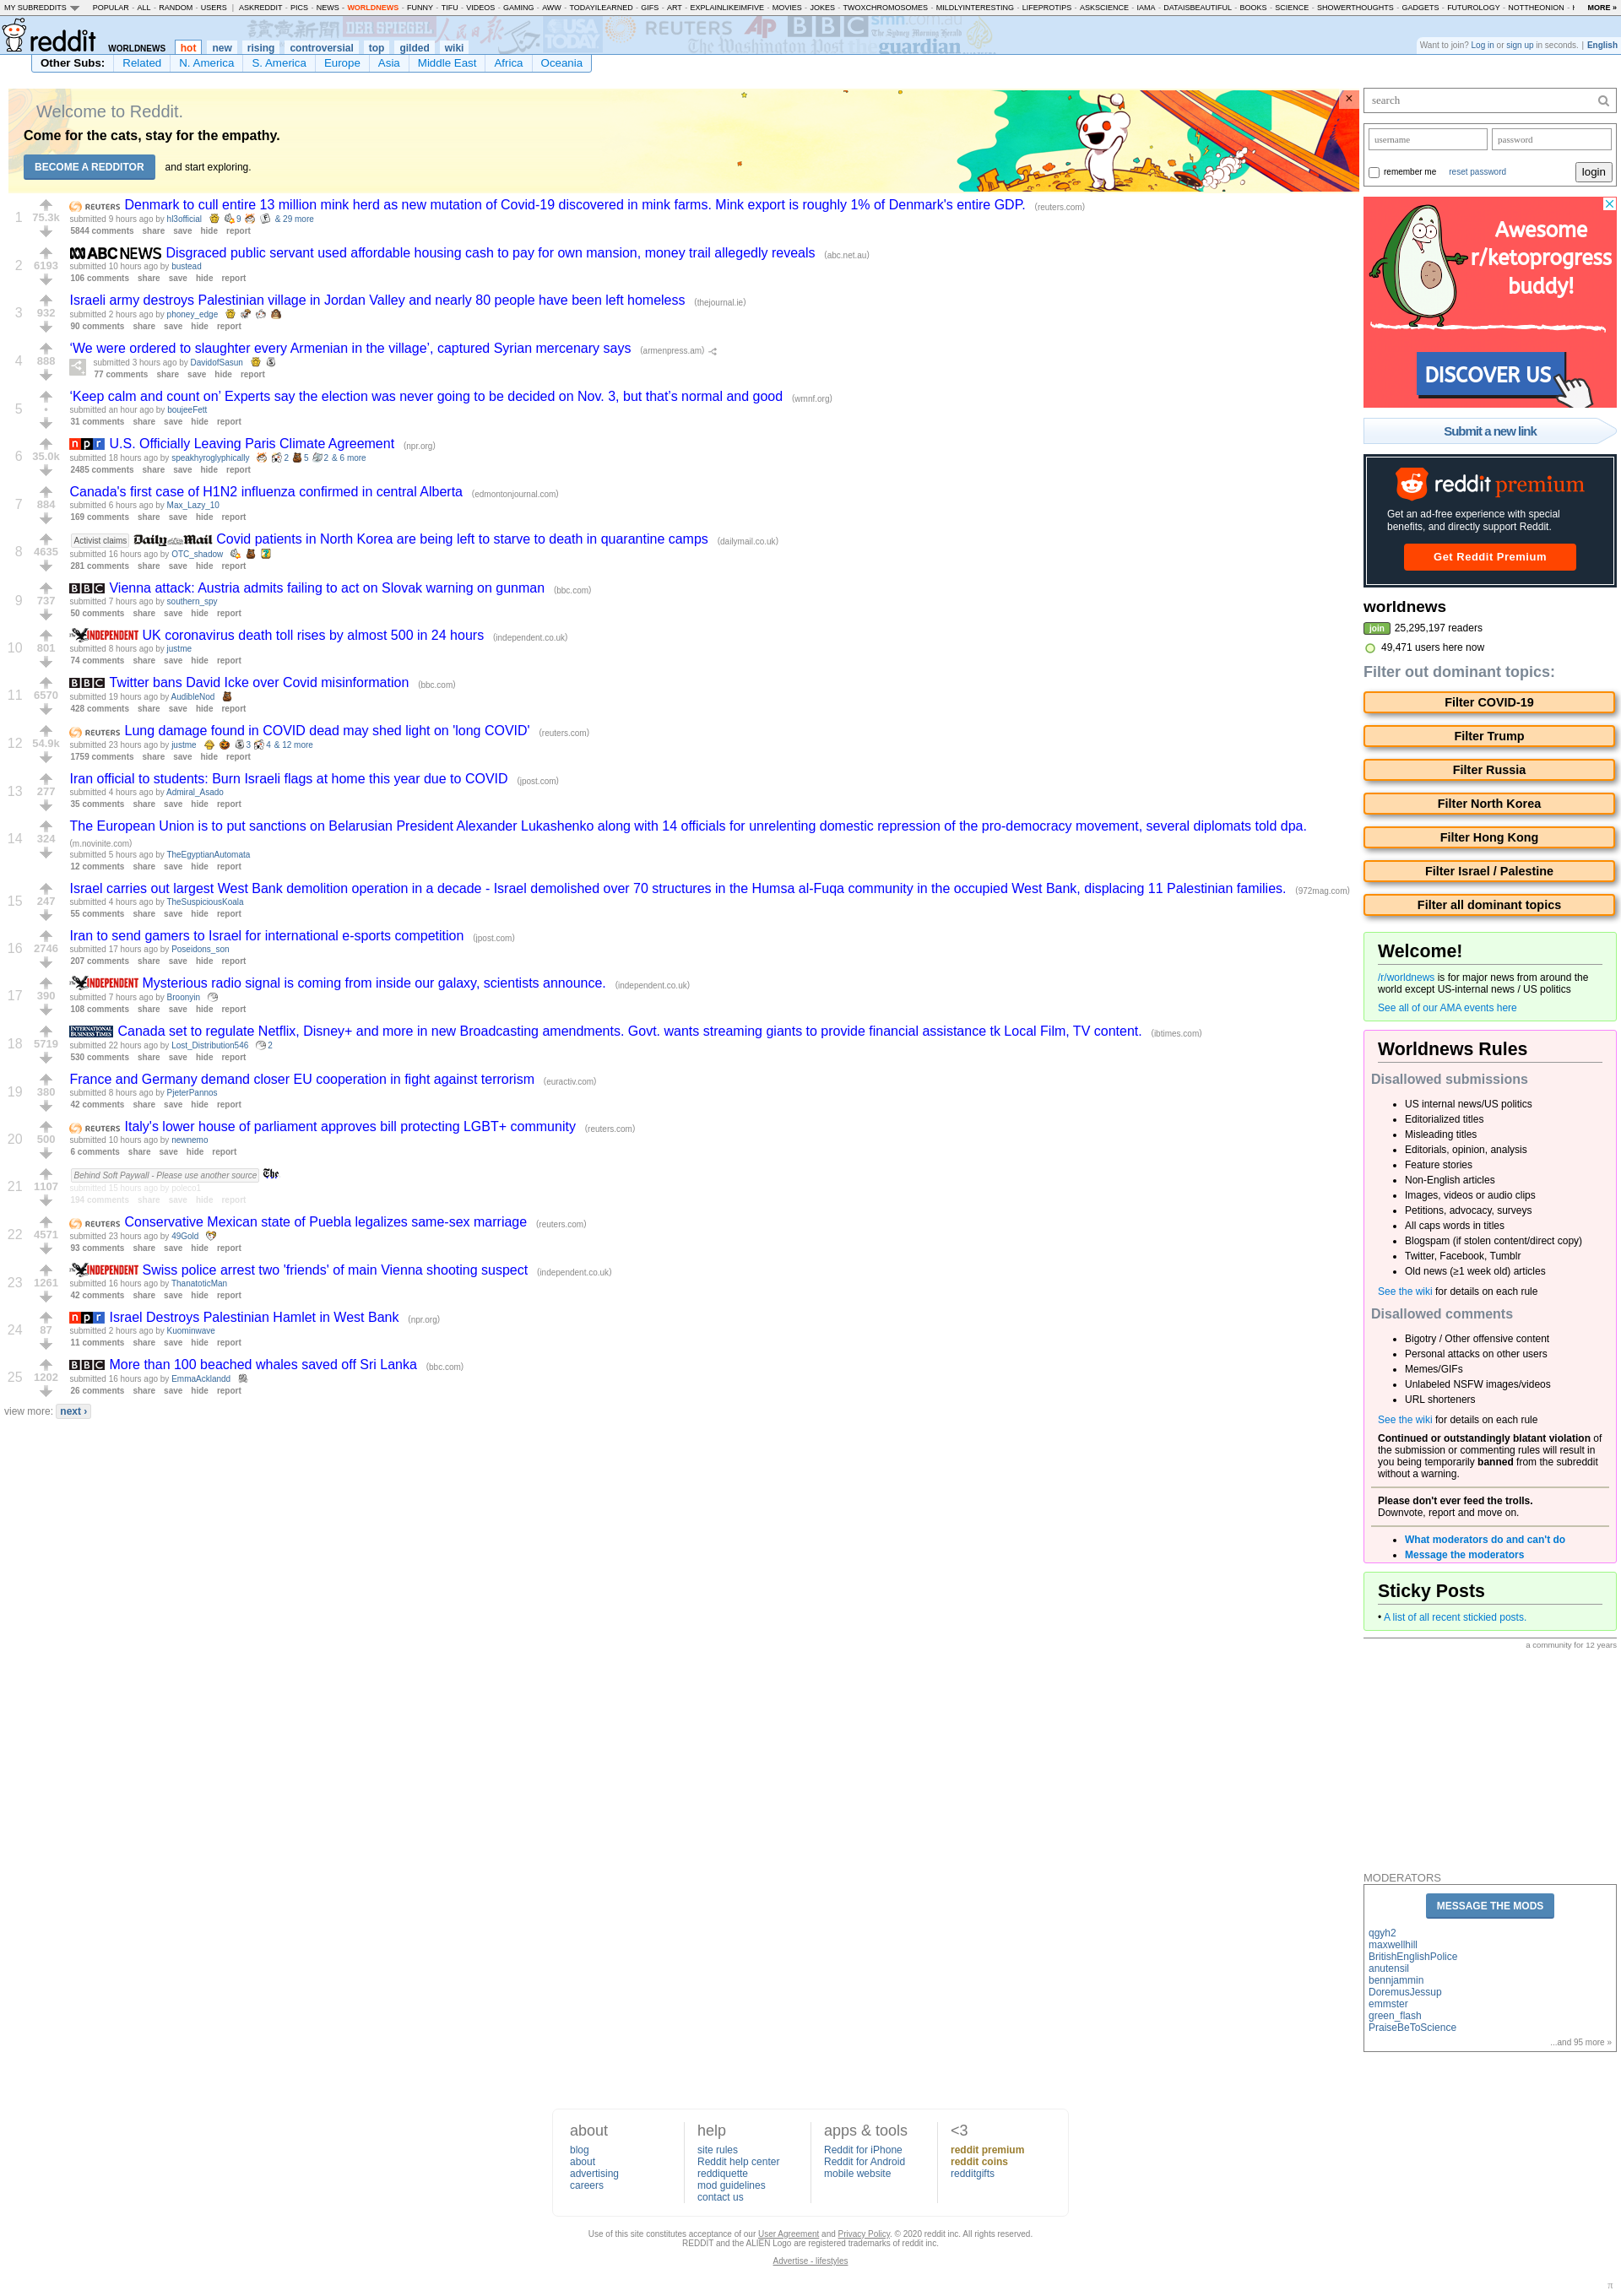 MY SUBREDDITS POPULAR - ALL - RANDOM - USERS | ASKREDDIT - PICS - NEWS - WORLDNEWS - FUNNY - TIFU - VIDEOS - GAMING - AWW - TODAYILEARNED - GIFS - ART - EXPLAINLIKEIMFIVE - MOVIES - JOKES - TWOXCHROMOSOMES - MILDLYINTERESTING - LIFEPROTIPS - ASKSCIENCE - IAMA - DATAISBEAUTIFUL - BOOKS - SCIENCE - SHOWERTHOUGHTS - GADGETS - FUTUROLOGY - NOTTHEONION - MORE »
讀賣新聞 DER SPIEGEL 人民日报 USA TODAY REUTERS AP BBC smh.com.au
The Sydney Morning Herald
The Washington Post the guardian
reddit WORLDNEWS hot new rising controversial top gilded wiki
Want to join? Log in or sign up in seconds. | English
Other Subs: Related N. America S. America Europe Asia Middle East Africa Oceania
Welcome to Reddit.
Come for the cats, stay for the empathy.
BECOME A REDDITOR and start exploring.
×
1 75.3k
REUTERS Denmark to cull entire 13 million mink herd as new mutation of Covid-19 discovered in mink farms. Mink export is roughly 1% of Denmark's entire GDP. (reuters.com)
submitted 9 hours ago by hl3official 9 & 29 more
5844 comments share save hide report
2 6193
ABC NEWS Disgraced public servant used affordable housing cash to pay for own mansion, money trail allegedly reveals (abc.net.au)
submitted 10 hours ago by bustead
106 comments share save hide report
3 932
Israeli army destroys Palestinian village in Jordan Valley and nearly 80 people have been left homeless (thejournal.ie)
submitted 2 hours ago by phoney_edge
90 comments share save hide report
4 888
‘We were ordered to slaughter every Armenian in the village’, captured Syrian mercenary says (armenpress.am)
submitted 3 hours ago by DavidofSasun
77 comments share save hide report
5 •
‘Keep calm and count on’ Experts say the election was never going to be decided on Nov. 3, but that’s normal and good (wmnf.org)
submitted an hour ago by boujeeFett
31 comments share save hide report
6 35.0k
npr U.S. Officially Leaving Paris Climate Agreement (npr.org)
submitted 18 hours ago by speakhyroglyphically 2 5 2 & 6 more
2485 comments share save hide report
7 884
Canada's first case of H1N2 influenza confirmed in central Alberta (edmontonjournal.com)
submitted 6 hours ago by Max_Lazy_10
169 comments share save hide report
8 4635
Activist claims Daily Mail Covid patients in North Korea are being left to starve to death in quarantine camps (dailymail.co.uk)
submitted 16 hours ago by OTC_shadow
281 comments share save hide report
9 737
BBC Vienna attack: Austria admits failing to act on Slovak warning on gunman (bbc.com)
submitted 7 hours ago by southern_spy
50 comments share save hide report
10 801
INDEPENDENT UK coronavirus death toll rises by almost 500 in 24 hours (independent.co.uk)
submitted 8 hours ago by justme
74 comments share save hide report
11 6570
BBC Twitter bans David Icke over Covid misinformation (bbc.com)
submitted 19 hours ago by AudibleNod
428 comments share save hide report
12 54.9k
REUTERS Lung damage found in COVID dead may shed light on 'long COVID' (reuters.com)
submitted 23 hours ago by justme 3 4 & 12 more
1759 comments share save hide report
13 277
Iran official to students: Burn Israeli flags at home this year due to COVID (jpost.com)
submitted 4 hours ago by Admiral_Asado
35 comments share save hide report
14 324
The European Union is to put sanctions on Belarusian President Alexander Lukashenko along with 14 officials for unrelenting domestic repression of the pro-democracy movement, several diplomats told dpa.
(m.novinite.com)
submitted 5 hours ago by TheEgyptianAutomata
12 comments share save hide report
15 247
Israel carries out largest West Bank demolition operation in a decade - Israel demolished over 70 structures in the Humsa al-Fuqa community in the occupied West Bank, displacing 11 Palestinian families. (972mag.com)
submitted 4 hours ago by TheSuspiciousKoala
55 comments share save hide report
16 2746
Iran to send gamers to Israel for international e-sports competition (jpost.com)
submitted 17 hours ago by Poseidons_son
207 comments share save hide report
17 390
INDEPENDENT Mysterious radio signal is coming from inside our galaxy, scientists announce. (independent.co.uk)
submitted 7 hours ago by Broonyin
108 comments share save hide report
18 5719
INTERNATIONAL BUSINESS TIMES Canada set to regulate Netflix, Disney+ and more in new Broadcasting amendments. Govt. wants streaming giants to provide financial assistance tk Local Film, TV content. (ibtimes.com)
submitted 22 hours ago by Lost_Distribution546 2
530 comments share save hide report
19 380
France and Germany demand closer EU cooperation in fight against terrorism (euractiv.com)
submitted 8 hours ago by PjeterPannos
42 comments share save hide report
20 500
REUTERS Italy's lower house of parliament approves bill protecting LGBT+ community (reuters.com)
submitted 10 hours ago by newnemo
6 comments share save hide report
21 1107
Behind Soft Paywall - Please use another source The
submitted 15 hours ago by poleco1
194 comments share save hide report
22 4571
REUTERS Conservative Mexican state of Puebla legalizes same-sex marriage (reuters.com)
submitted 23 hours ago by 49Gold
93 comments share save hide report
23 1261
INDEPENDENT Swiss police arrest two 'friends' of main Vienna shooting suspect (independent.co.uk)
submitted 16 hours ago by ThanatoticMan
42 comments share save hide report
24 87
npr Israel Destroys Palestinian Hamlet in West Bank (npr.org)
submitted 2 hours ago by Kuominwave
11 comments share save hide report
25 1202
BBC More than 100 beached whales saved off Sri Lanka (bbc.com)
submitted 16 hours ago by EmmaAcklandd
26 comments share save hide report
view more: next ›
search
username password
remember me reset password login
Awesome
r/ketoprogress
buddy!
DISCOVER US
Submit a new link
reddit premium
Get an ad-free experience with special
benefits, and directly support Reddit.
Get Reddit Premium
worldnews
join 25,295,197 readers
49,471 users here now
Filter out dominant topics:
Filter COVID-19
Filter Trump
Filter Russia
Filter North Korea
Filter Hong Kong
Filter Israel / Palestine
Filter all dominant topics
Welcome!
/r/worldnews is for major news from around the
world except US-internal news / US politics
See all of our AMA events here
Worldnews Rules
Disallowed submissions
• US internal news/US politics
• Editorialized titles
• Misleading titles
• Editorials, opinion, analysis
• Feature stories
• Non-English articles
• Images, videos or audio clips
• Petitions, advocacy, surveys
• All caps words in titles
• Blogspam (if stolen content/direct copy)
• Twitter, Facebook, Tumblr
• Old news (≥1 week old) articles
See the wiki for details on each rule
Disallowed comments
• Bigotry / Other offensive content
• Personal attacks on other users
• Memes/GIFs
• Unlabeled NSFW images/videos
• URL shorteners
See the wiki for details on each rule
Continued or outstandingly blatant violation of
the submission or commenting rules will result in
you being temporarily banned from the subreddit
without a warning.
Please don't ever feed the trolls.
Downvote, report and move on.
• What moderators do and can't do
• Message the moderators
Sticky Posts
• A list of all recent stickied posts.
a community for 12 years
MODERATORS
MESSAGE THE MODS
qgyh2
maxwellhill
BritishEnglishPolice
anutensil
bennjammin
DoremusJessup
emmster
green_flash
PraiseBeToScience
...and 95 more »
about
blog
about
advertising
careers
help
site rules
Reddit help center
reddiquette
mod guidelines
contact us
apps & tools
Reddit for iPhone
Reddit for Android
mobile website
<3
reddit premium
reddit coins
redditgifts
Use of this site constitutes acceptance of our User Agreement and Privacy Policy. © 2020 reddit inc. All rights reserved.
REDDIT and the ALIEN Logo are registered trademarks of reddit inc.
Advertise - lifestyles
π